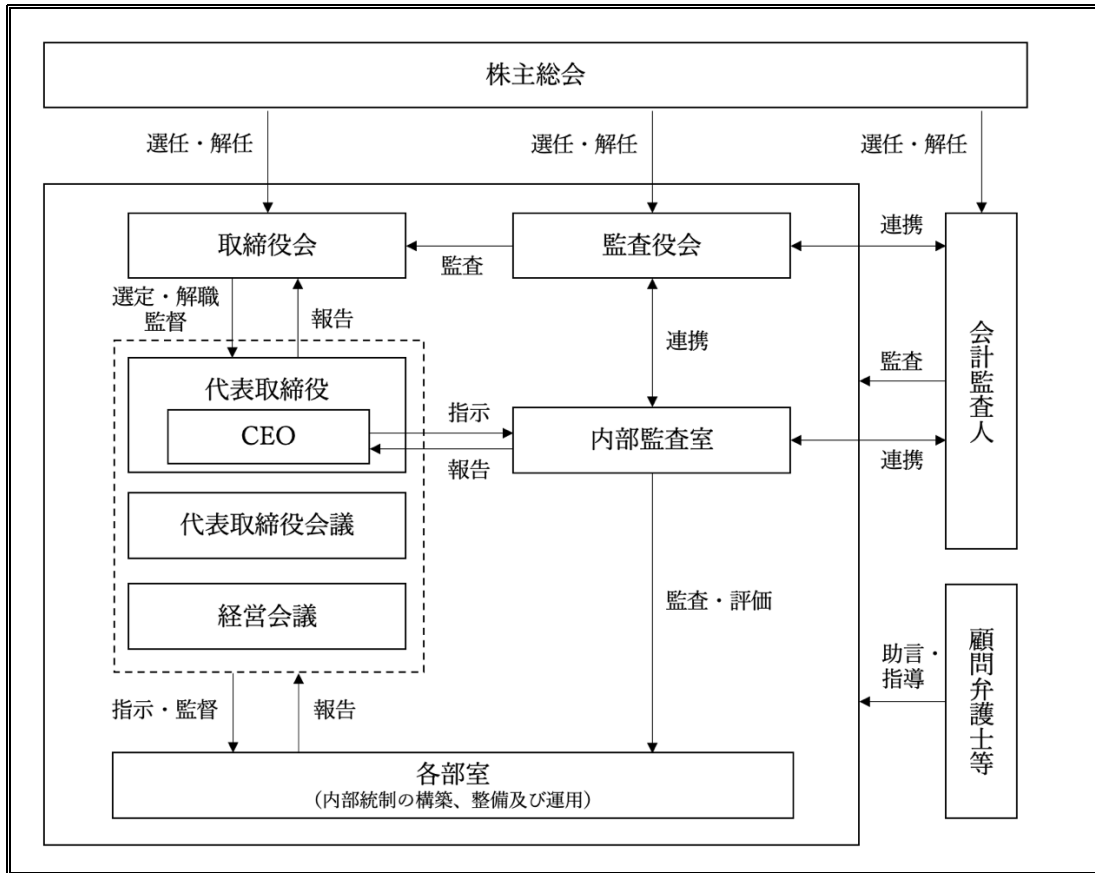 株主総会
選任・解任
選任・解任
選任・解任
取締役会
監査
監査役会
連携
会計監査人
選定・解職
監督
報告
連携
監査
代表取締役
CEO
指示
報告
内部監査室
連携
代表取締役会議
経営会議
監査・評価
助言・
指導
顧問弁護士等
指示・監督
報告
各部室
（内部統制の構築、整備及び運用）